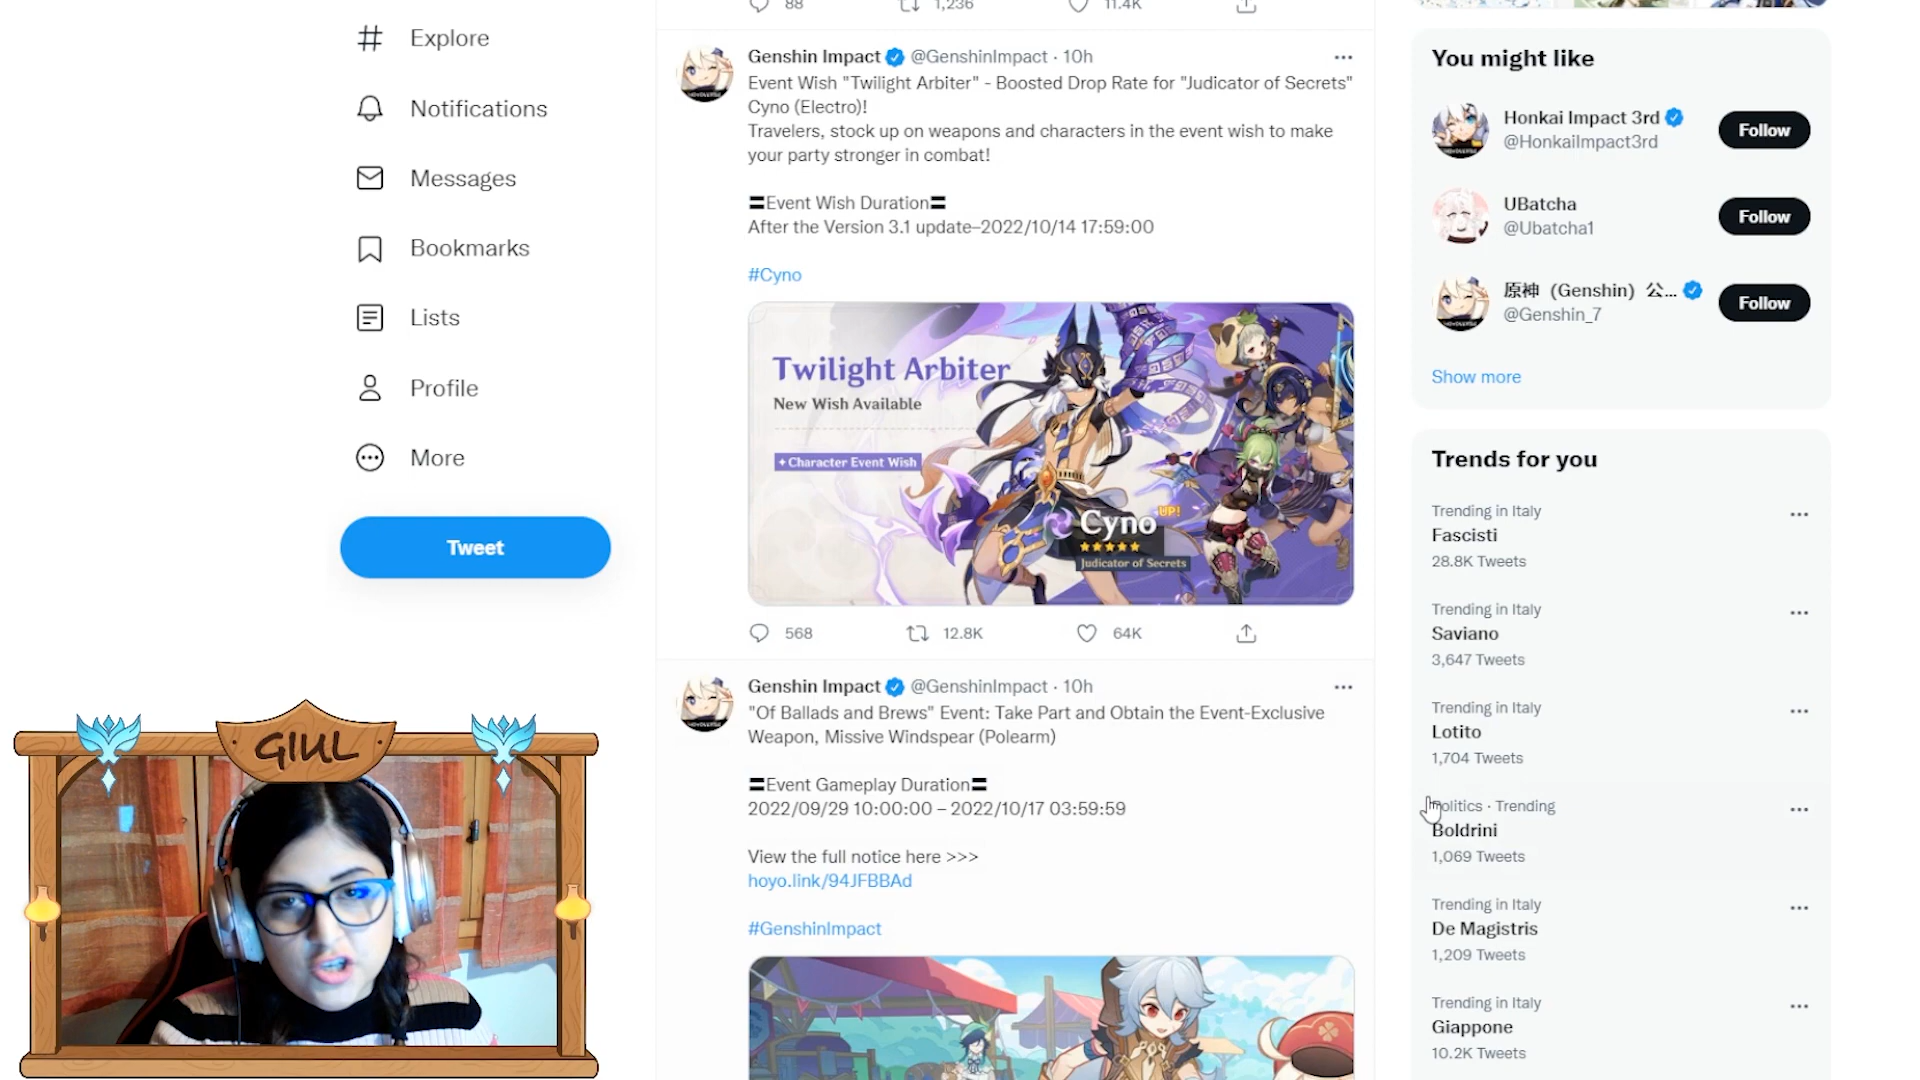 Explore
Notifications
Messages
Bookmarks
Lists
Profile
More
Tweet
GIUL
88
1,236
11.4K
Genshin Impact @GenshinImpact · 10h
Event Wish "Twilight Arbiter" - Boosted Drop Rate for "Judicator of Secrets"
Cyno (Electro)!
Travelers, stock up on weapons and characters in the event wish to make
your party stronger in combat!
〓Event Wish Duration〓
After the Version 3.1 update–2022/10/14 17:59:00
#Cyno
Twilight Arbiter
New Wish Available
Character Event Wish
Cyno UP!
Judicator of Secrets
568
12.8K
64K
Genshin Impact @GenshinImpact · 10h
"Of Ballads and Brews" Event: Take Part and Obtain the Event-Exclusive
Weapon, Missive Windspear (Polearm)
〓Event Gameplay Duration〓
2022/09/29 10:00:00 – 2022/10/17 03:59:59
View the full notice here >>>
hoyo.link/94JFBBAd
#GenshinImpact
You might like
Honkai Impact 3rd
@HonkaiImpact3rd
Follow
UBatcha
@Ubatcha1
Follow
原神（Genshin）公...
@Genshin_7
Follow
Show more
Trends for you
Trending in Italy
Fascisti
28.8K Tweets
Trending in Italy
Saviano
3,647 Tweets
Trending in Italy
Lotito
1,704 Tweets
Politics · Trending
Boldrini
1,069 Tweets
Trending in Italy
De Magistris
1,209 Tweets
Trending in Italy
Giappone
10.2K Tweets